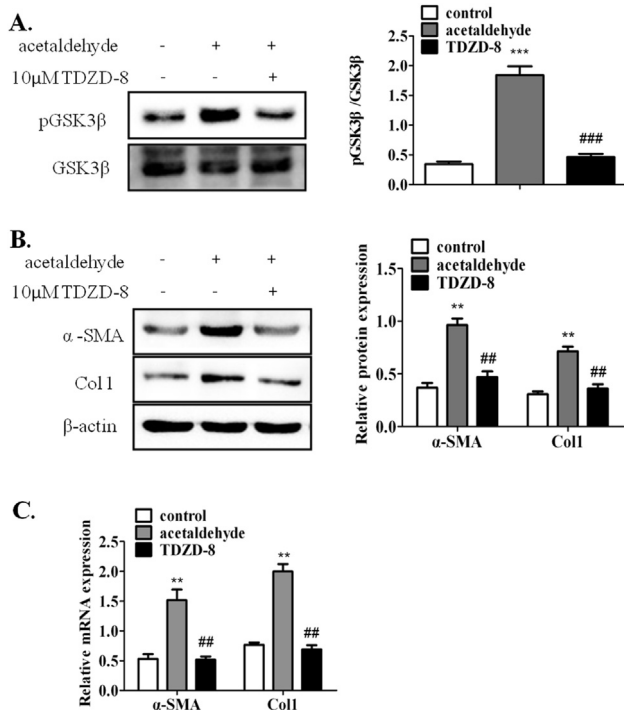 A.
acetaldehyde - + +
10μM TDZD-8 - - +
pGSK3β
GSK3β
control
acetaldehyde
TDZD-8
pGSK3β /GSK3β
2.5
2.0
1.5
1.0
0.5
0.0
***
###
B.
acetaldehyde - + +
10μM TDZD-8 - - +
α-SMA
Col1
β-actin
control
acetaldehyde
TDZD-8
Relative protein expression
1.5
1.0
0.5
0.0
**
##
**
##
α-SMA Col1
C.
control
acetaldehyde
TDZD-8
Relative mRNA expression
2.5
2.0
1.5
1.0
0.5
0.0
**
##
**
##
α-SMA Col1